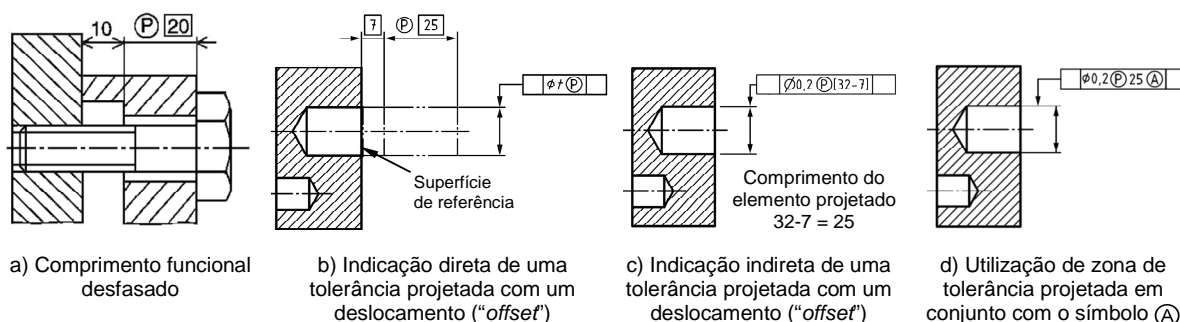 10 Ⓟ 20
7 Ⓟ 25
φt Ⓟ
Superfície
de referência
Ø0,2 Ⓟ[32-7]
Comprimento do
elemento projetado
32-7 = 25
φ0,2 Ⓟ 25 Ⓐ
a) Comprimento funcional
desfasado
b) Indicação direta de uma
tolerância projetada com um
deslocamento (“offset”)
c) Indicação indireta de uma
tolerância projetada com um
deslocamento (“offset”)
d) Utilização de zona de
tolerância projetada em
conjunto com o símbolo Ⓐ